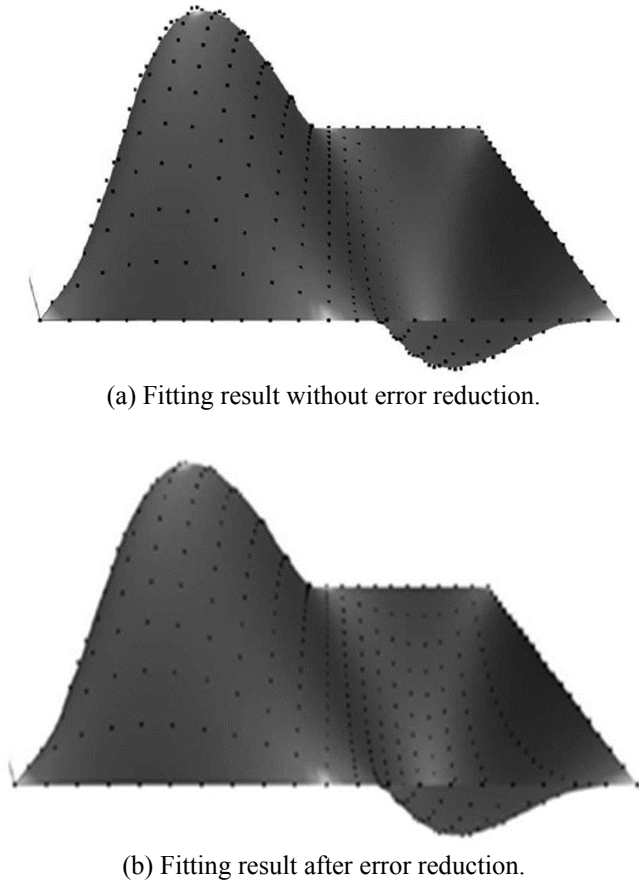 (a) Fitting result without error reduction.
(b) Fitting result after error reduction.